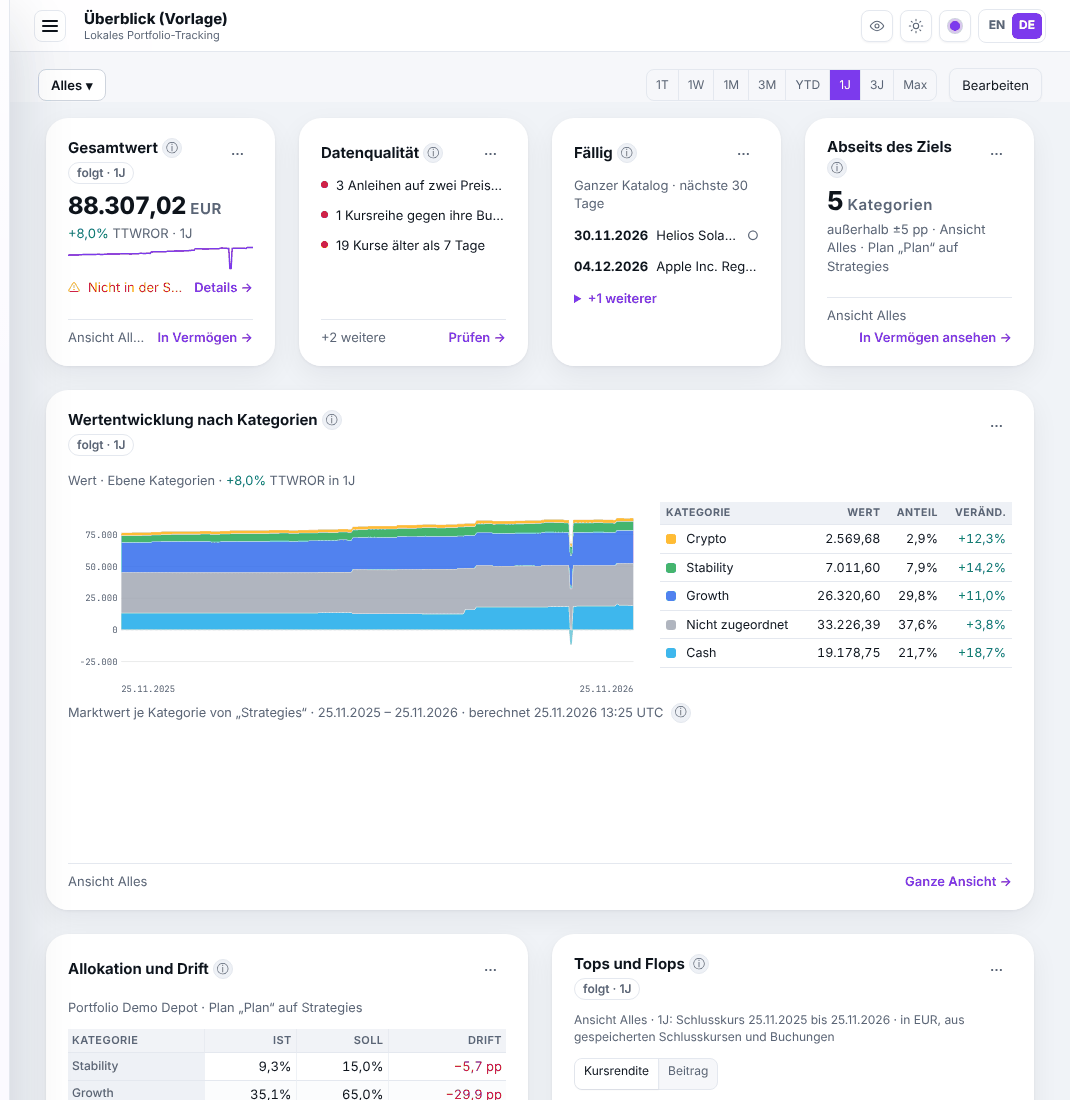 Überblick (Vorlage)
Lokales Portfolio-Tracking
EN DE
Alles ▾
1T 1W 1M 3M YTD 1J 3J Max
Bearbeiten
Gesamtwert ⓘ ...
folgt · 1J
88.307,02 EUR
+8,0% TTWROR · 1J
⚠ Nicht in der S... Details →
Ansicht All... In Vermögen →
Datenqualität ⓘ ...
3 Anleihen auf zwei Preis...
1 Kursreihe gegen ihre Bu...
19 Kurse älter als 7 Tage
+2 weitere Prüfen →
Fällig ⓘ ...
Ganzer Katalog · nächste 30
Tage
30.11.2026 Helios Sola...
04.12.2026 Apple Inc. Reg...
▶ +1 weiterer
Abseits des Ziels ...
ⓘ
5 Kategorien
außerhalb ±5 pp · Ansicht
Alles · Plan „Plan“ auf
Strategies
Ansicht Alles
In Vermögen ansehen →
Wertentwicklung nach Kategorien ⓘ ...
folgt · 1J
Wert · Ebene Kategorien · +8,0% TTWROR in 1J
75.000
50.000
25.000
0
-25.000
25.11.2025 25.11.2026
KATEGORIE WERT ANTEIL VERÄND.
Crypto 2.569,68 2,9% +12,3%
Stability 7.011,60 7,9% +14,2%
Growth 26.320,60 29,8% +11,0%
Nicht zugeordnet 33.226,39 37,6% +3,8%
Cash 19.178,75 21,7% +18,7%
Marktwert je Kategorie von „Strategies“ · 25.11.2025 – 25.11.2026 · berechnet 25.11.2026 13:25 UTC ⓘ
Ansicht Alles Ganze Ansicht →
Allokation und Drift ⓘ ...
Portfolio Demo Depot · Plan „Plan“ auf Strategies
KATEGORIE IST SOLL DRIFT
Stability 9,3% 15,0% −5,7 pp
Growth 35,1% 65,0% −29,9 pp
Tops und Flops ⓘ ...
folgt · 1J
Ansicht Alles · 1J: Schlusskurs 25.11.2025 bis 25.11.2026 · in EUR, aus
gespeicherten Schlusskursen und Buchungen
Kursrendite Beitrag